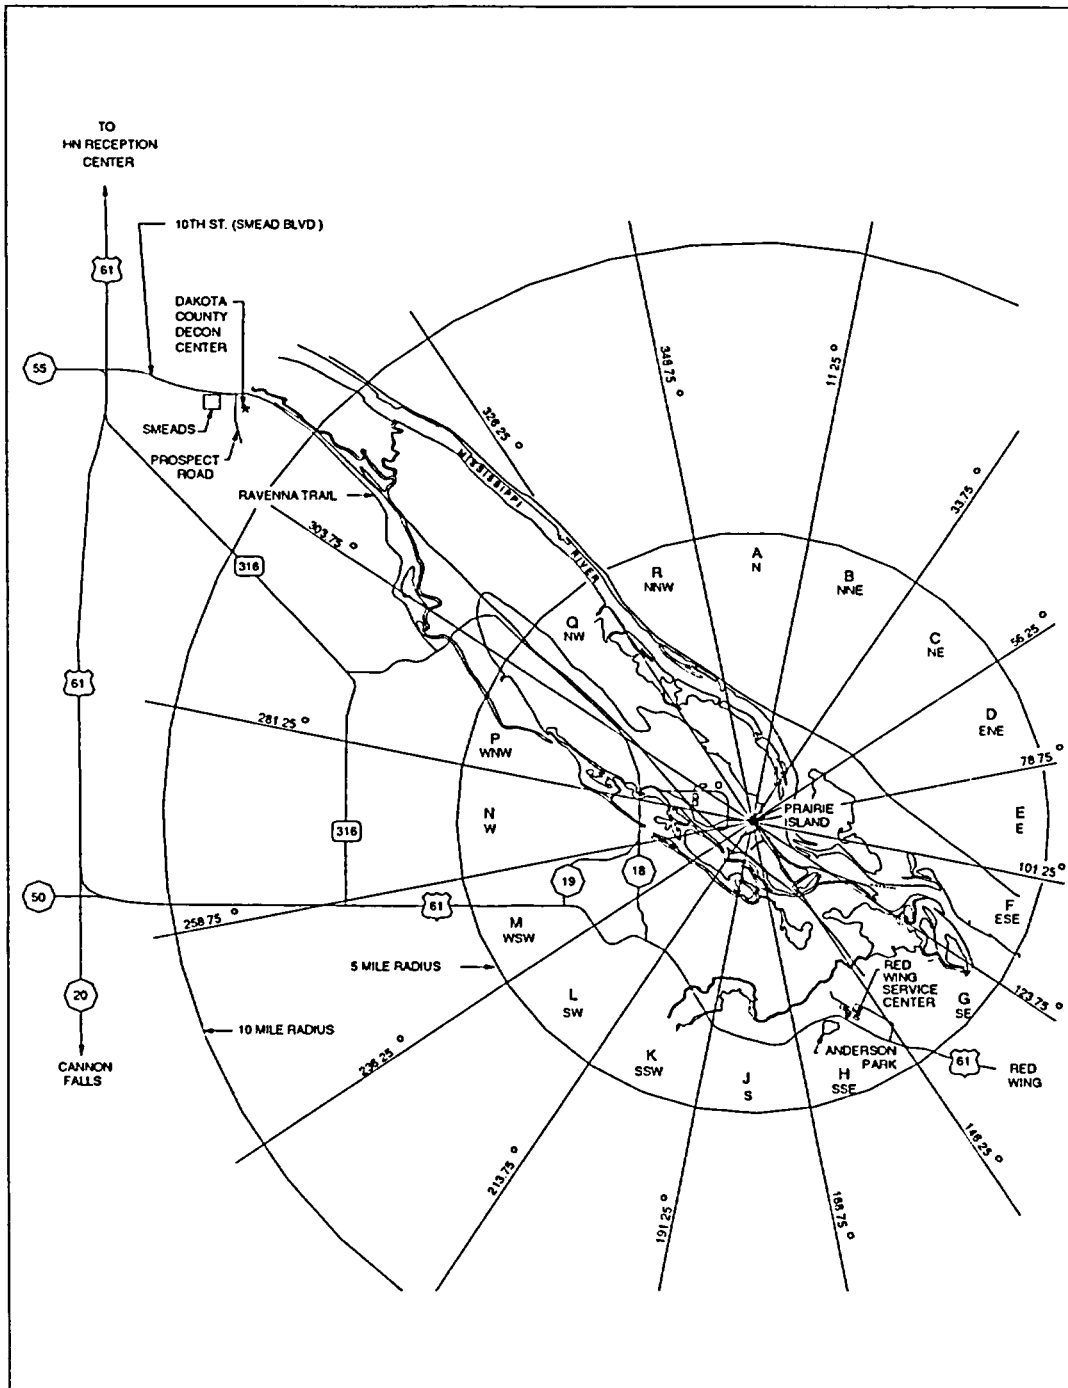 TO
HN RECEPTION
CENTER
10TH ST. (SMEAD BLVD )
61
DAKOTA
COUNTY
DECON
CENTER
55
SMEADS
PROSPECT
ROAD
RAVENNA TRAIL
316
MISSISSIPPI RIVER
348.75 °
11.25 °
326.25 °
33.75 °
303.75 °
56.25 °
A
N
R
NNW
B
NNE
Q
NW
C
NE
61
281.25 °
P
WNW
D
ENE
78.75 °
N
W
PRAIRIE
ISLAND
E
E
316
101.25 °
50
19
18
61
258.75 °
F
ESE
M
WSW
5 MILE RADIUS
RED
WING
SERVICE
CENTER
G
SE
123.75 °
20
L
SW
10 MILE RADIUS
236.25 °
K
SSW
ANDERSON
PARK
61
RED
WING
CANNON
FALLS
J
S
H
SSE
146.25 °
213.75 °
191.25 °
168.75 °